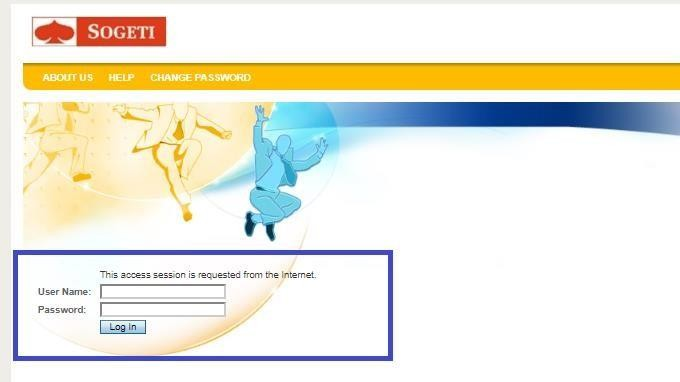 SOGETI
ABOUT US HELP CHANGE PASSWORD
This access session is requested from the Internet.
User Name:
Password:
Log In